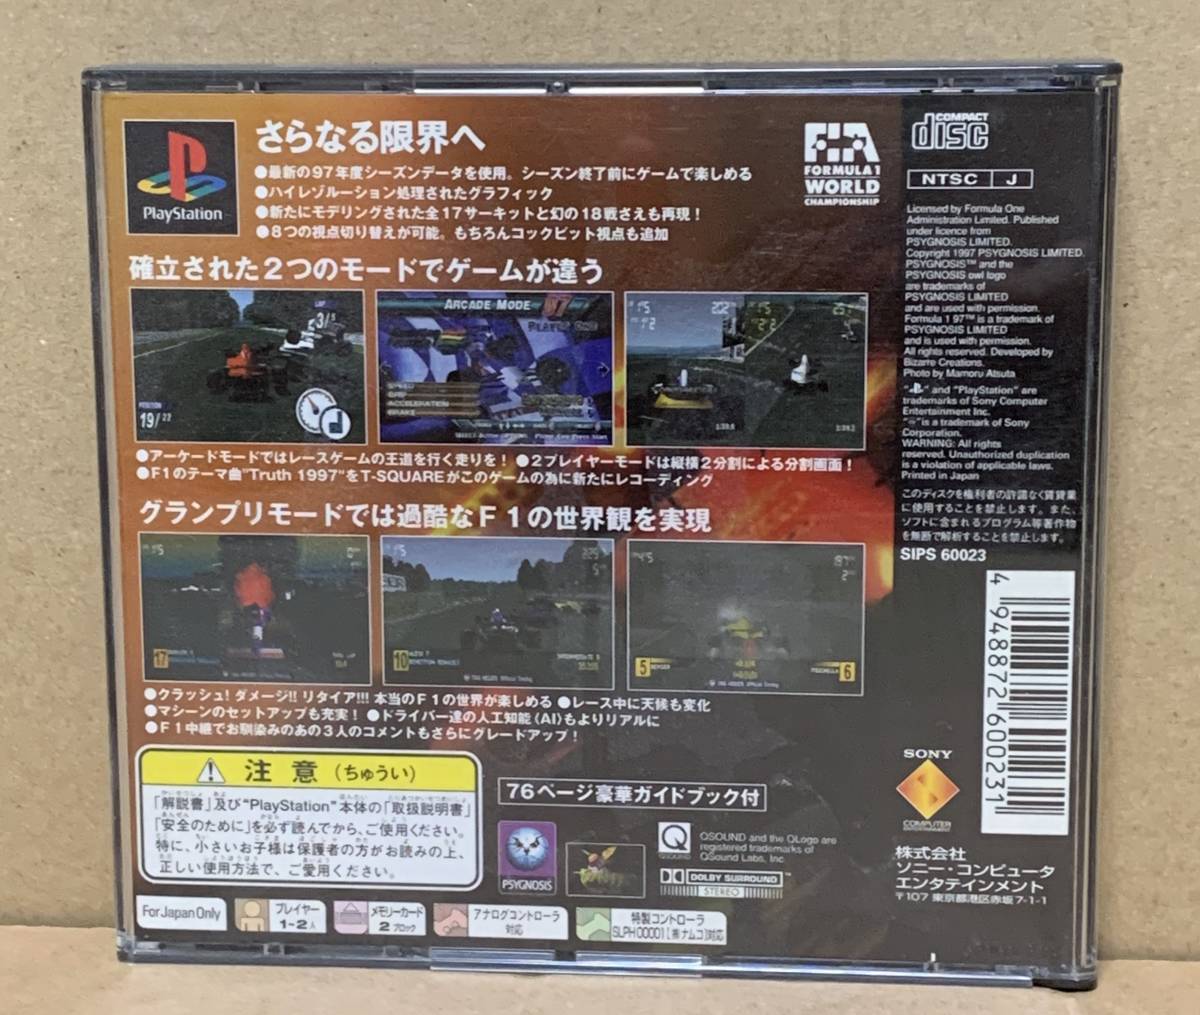 PlayStation
さらなる限界へ
●最新の97年度シーズンデータを使用。シーズン終了前にゲームで楽しめる
●ハイレゾルーション処理されたグラフィック
●新たにモデリングされた全17サーキットと幻の18戦さえも再現！
●8つの視点切り替えが可能。もちろんコックピット視点も追加
FIA
FORMULA 1
WORLD
CHAMPIONSHIP
確立された2つのモードでゲームが違う
3/5
POSITION
19/22
ARCADE MODE
PLAYER ONE
SPEED
GRIP
ACCELERATION
BRAKE
●アーケードモードではレースゲームの王道を行く走りを！ ●2プレイヤーモードは縦横2分割による分割画面！
●F1のテーマ曲"Truth 1997"をT-SQUAREがこのゲームの為に新たにレコーディング
グランプリモードでは過酷なF1の世界観を実現
17
10
5
6
●クラッシュ！ダメージ!! リタイア!!! 本当のF1の世界が楽しめる ●レース中に天候も変化
●マシーンのセットアップも充実！ ●ドライバー達の人工知能(AI)もよりリアルに
●F1中継でお馴染みのあの3人のコメントもさらにグレードアップ！
注意（ちゅうい）
「解説書」及び"PlayStation"本体の「取扱説明書」
「安全のために」を必ず読んでから、ご使用ください。
特に、小さいお子様は保護者の方がお読みの上、
正しい使用方法で、ご愛用ください。
76ページ豪華ガイドブック付
PSYGNOSIS
QSOUND
QSOUND and the QLogo are
registered trademarks of
QSound Labs, Inc.
DOLBY SURROUND
STEREO
For Japan Only
プレイヤー
1-2人
メモリーカード
2ブロック
アナログコントローラ
対応
特製コントローラ
SLPH00001[㈱ナムコ]対応
COMPACT
disc
NTSC J
Licensed by Formula One
Administration Limited. Published
under licence from
PSYGNOSIS LIMITED.
Copyright 1997 PSYGNOSIS LIMITED.
PSYGNOSIS™ and the
PSYGNOSIS owl logo
are trademarks of
PSYGNOSIS LIMITED
and are used with permission.
Formula 1 97™ is a trademark of
PSYGNOSIS LIMITED
and is used with permission.
All rights reserved. Developed by
Bizarre Creations.
Photo by Mamoru Atsuta
" " and "PlayStation" are
trademarks of Sony Computer
Entertainment Inc.
" " is a trademark of Sony
Corporation.
WARNING: All rights
reserved. Unauthorized duplication
is a violation of applicable laws.
Printed in Japan
このディスクを権利者の許諾なく賃貸業
に使用することを禁止します。また、
ソフトに含まれるプログラム等著作物
を無断で解析することを禁止します。
SIPS 60023
4 948872 600231
SONY
COMPUTER
ENTERTAINMENT
株式会社
ソニー・コンピュータ
エンタテインメント
〒107 東京都港区赤坂7-1-1